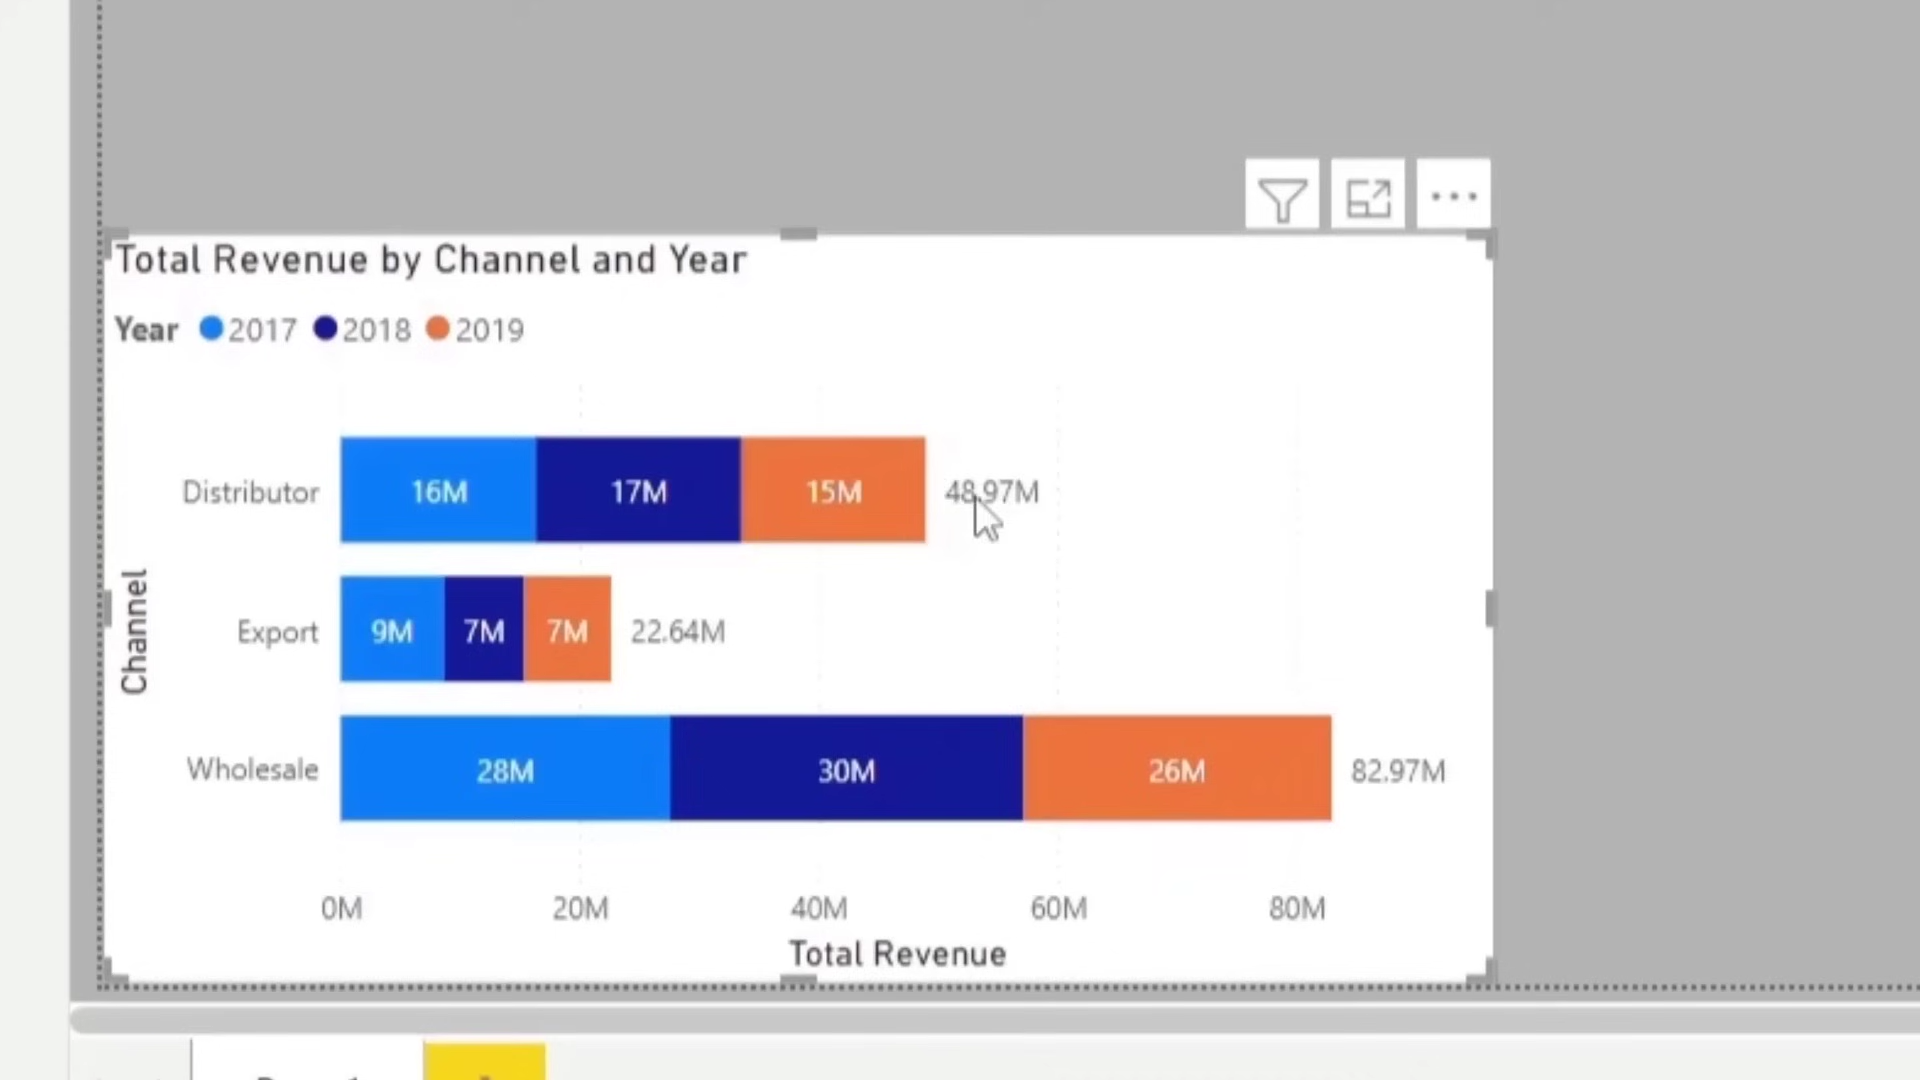 Total Revenue by Channel and Year
Year 2017 2018 2019
Channel
Distributor 16M 17M 15M 48.97M
Export 9M 7M 7M 22.64M
Wholesale 28M 30M 26M 82.97M
0M 20M 40M 60M 80M
Total Revenue